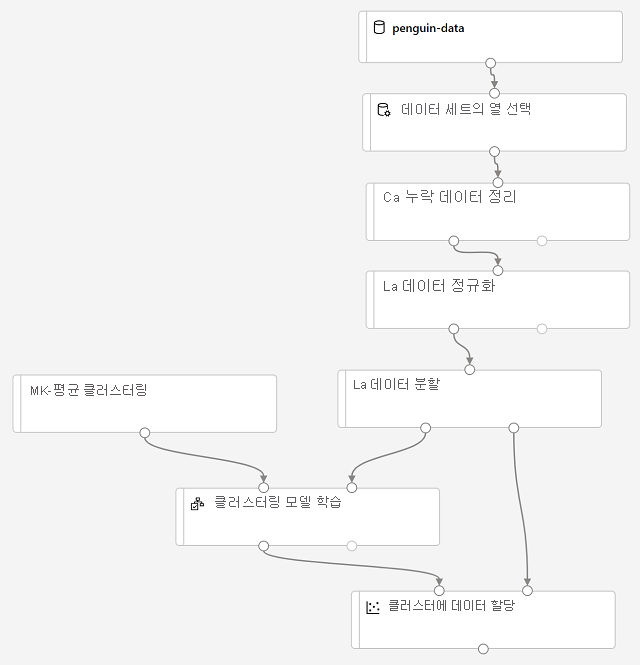 penguin-data
데이터 세트의 열 선택
Ca 누락 데이터 정리
La 데이터 정규화
MK-평균 클러스터링
La 데이터 분할
클러스터링 모델 학습
클러스터에 데이터 할당